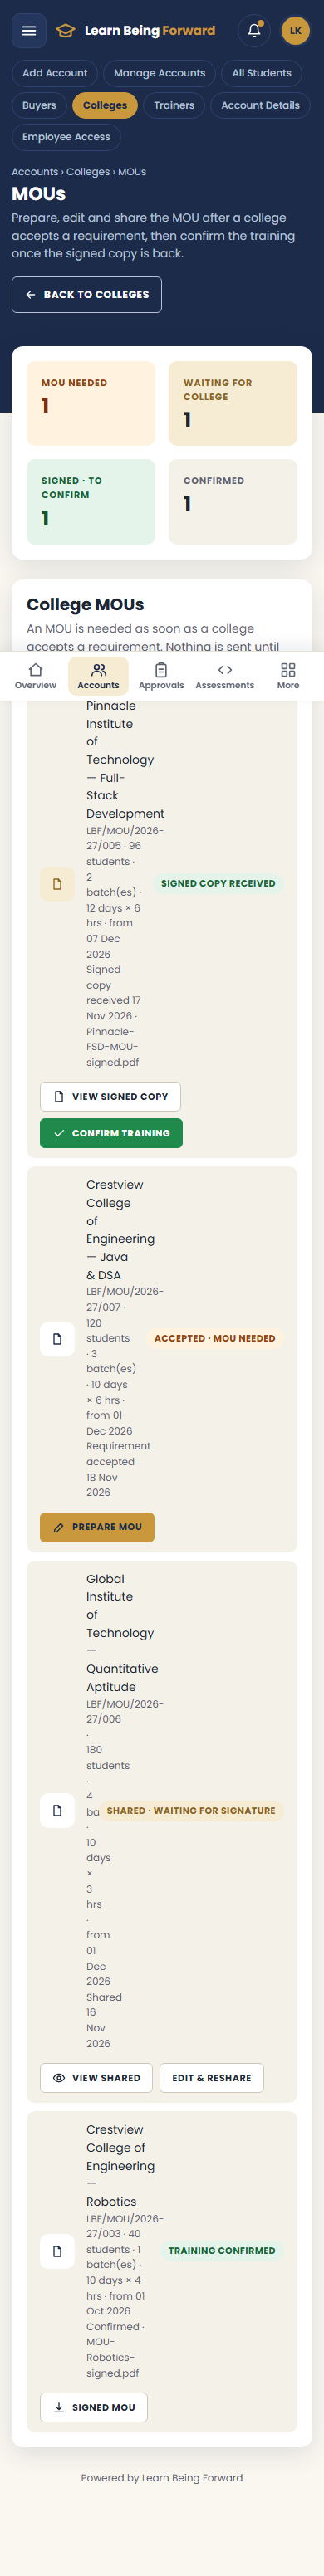 Learn Being Forward
LK
Add Account
Manage Accounts
All Students
Buyers
Colleges
Trainers
Account Details
Employee Access
Accounts › Colleges › MOUs
MOUs
Prepare, edit and share the MOU after a college
accepts a requirement, then confirm the training
once the signed copy is back.
← BACK TO COLLEGES
MOU NEEDED
1
WAITING FOR
COLLEGE
1
SIGNED · TO
CONFIRM
1
CONFIRMED
1
College MOUs
An MOU is needed as soon as a college
accepts a requirement. Nothing is sent until
Overview
Accounts
Approvals
Assessments
More
Pinnacle
Institute
of
Technology
— Full-
Stack
Development
LBF/MOU/2026-
27/005 · 96
students ·
2
batch(es) ·
12 days × 6
hrs · from
07 Dec
2026
Signed
copy
received 17
Nov 2026 ·
Pinnacle-
FSD-MOU-
signed.pdf
SIGNED COPY RECEIVED
VIEW SIGNED COPY
CONFIRM TRAINING
Crestview
College
of
Engineering
— Java
& DSA
LBF/MOU/2026-
27/007 ·
120
students
· 3
batch(es)
· 10 days
× 6 hrs ·
from 01
Dec 2026
Requirement
accepted
18 Nov
2026
ACCEPTED · MOU NEEDED
PREPARE MOU
Global
Institute
of
Technology
—
Quantitative
Aptitude
LBF/MOU/2026-
27/006
·
180
students
·
4
ba
·
10
days
×
3
hrs
·
from
01
Dec
2026
Shared
16
Nov
2026
SHARED · WAITING FOR SIGNATURE
VIEW SHARED
EDIT & RESHARE
Crestview
College of
Engineering
—
Robotics
LBF/MOU/2026-
27/003 · 40
students · 1
batch(es) ·
10 days × 4
hrs · from 01
Oct 2026
Confirmed ·
MOU-
Robotics-
signed.pdf
TRAINING CONFIRMED
SIGNED MOU
Powered by Learn Being Forward